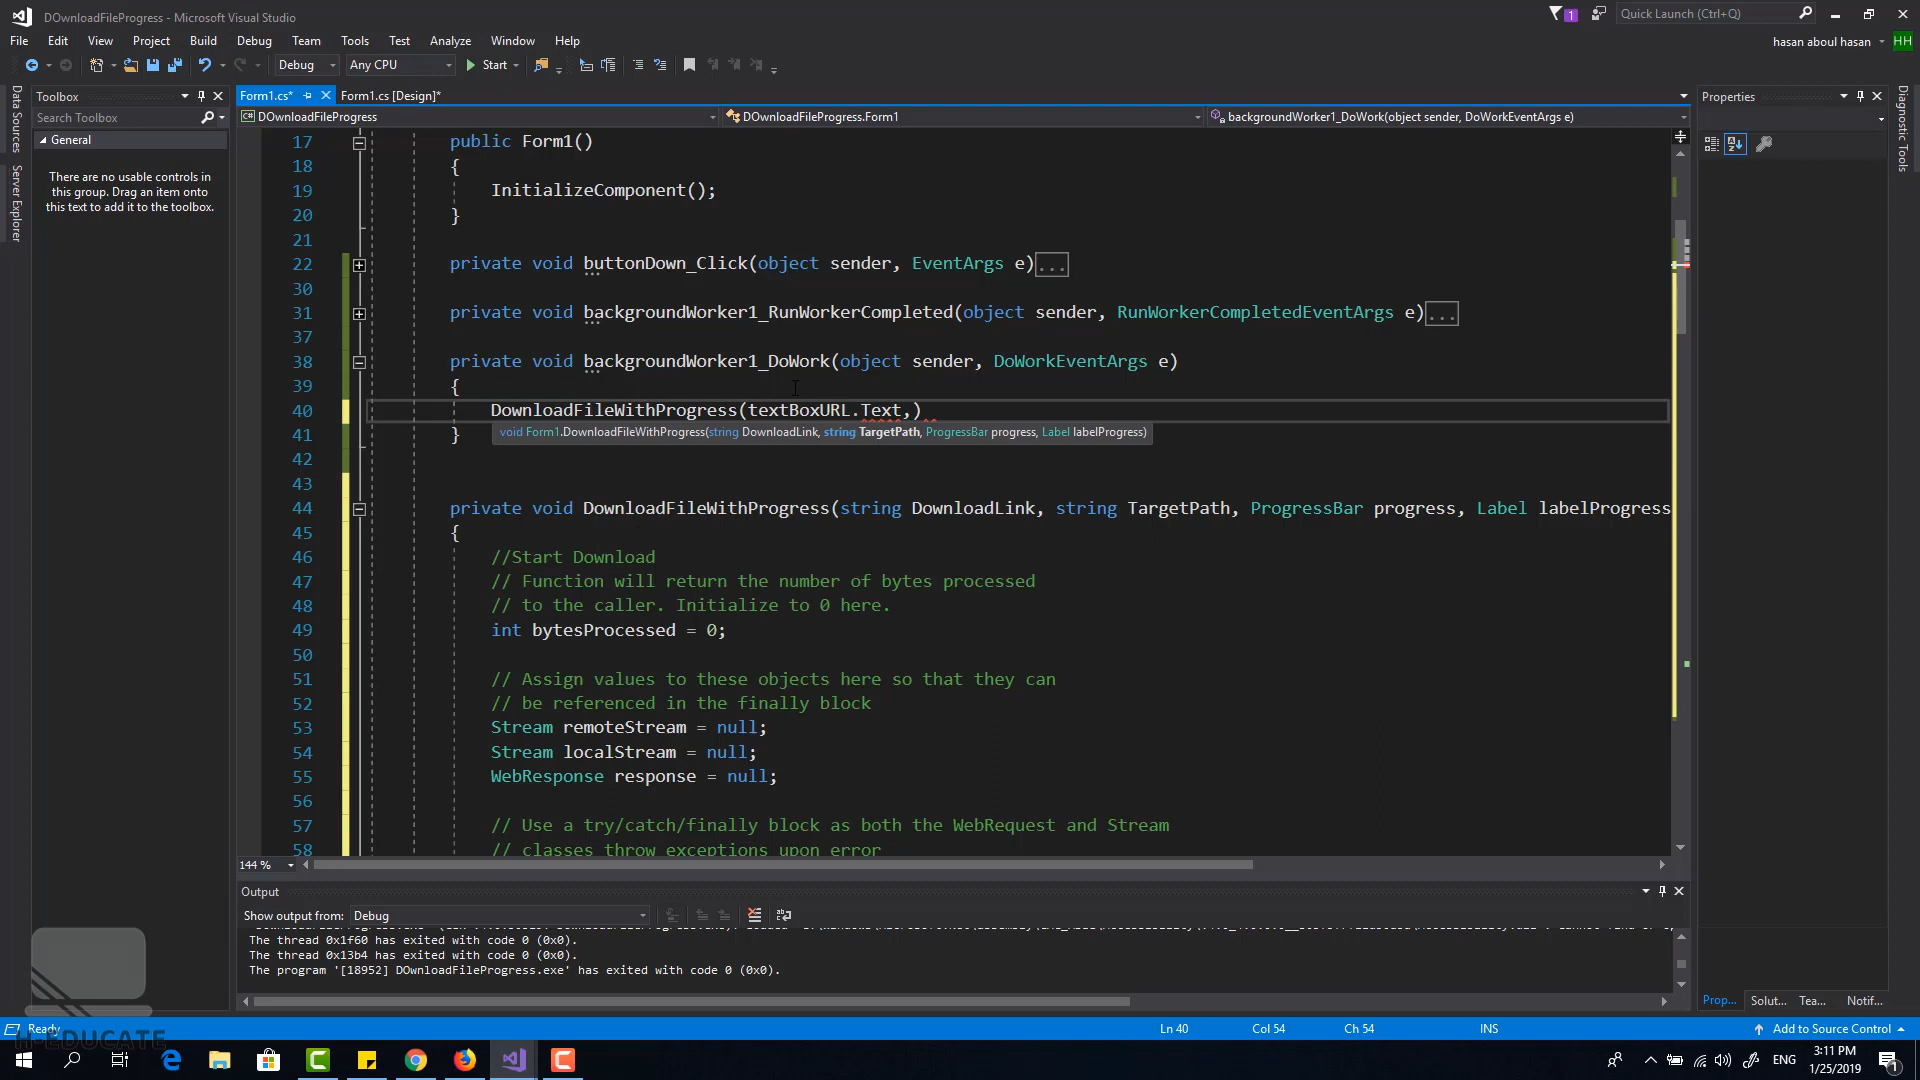 DOwnloadFileProgress - Microsoft Visual Studio
1
Quick Launch (Ctrl+Q)
File Edit View Project Build Debug Team Tools Test Analyze Window Help
hasan aboul hasan
HH
Debug
Any CPU
Start
Data Sources
Server Explorer
Toolbox
Search Toolbox
General
There are no usable controls in
this group. Drag an item onto
this text to add it to the toolbox.
Form1.cs*
Form1.cs [Design]*
DOwnloadFileProgress
DOwnloadFileProgress.Form1
backgroundWorker1_DoWork(object sender, DoWorkEventArgs e)
17 public Form1()
18 {
19 InitializeComponent();
20 }
21
22 private void buttonDown_Click(object sender, EventArgs e)...
30
31 private void backgroundWorker1_RunWorkerCompleted(object sender, RunWorkerCompletedEventArgs e)...
37
38 private void backgroundWorker1_DoWork(object sender, DoWorkEventArgs e)
39 {
40 DownloadFileWithProgress(textBoxURL.Text,)
void Form1.DownloadFileWithProgress(string DownloadLink, string TargetPath, ProgressBar progress, Label labelProgress)
41 }
42
43
44 private void DownloadFileWithProgress(string DownloadLink, string TargetPath, ProgressBar progress, Label labelProgress
45 {
46 //Start Download
47 // Function will return the number of bytes processed
48 // to the caller. Initialize to 0 here.
49 int bytesProcessed = 0;
50
51 // Assign values to these objects here so that they can
52 // be referenced in the finally block
53 Stream remoteStream = null;
54 Stream localStream = null;
55 WebResponse response = null;
56
57 // Use a try/catch/finally block as both the WebRequest and Stream
58 // classes throw exceptions upon error
144 %
Properties
Diagnostic Tools
Output
Show output from: Debug
The thread 0x1f60 has exited with code 0 (0x0).
The thread 0x13b4 has exited with code 0 (0x0).
The program '[18952] DOwnloadFileProgress.exe' has exited with code 0 (0x0).
Prop... Solut... Tea... Notif...
Ready
Ln 40
Col 54
Ch 54
INS
Add to Source Control
H-EDUCATE
ENG
3:11 PM
1/25/2019
1